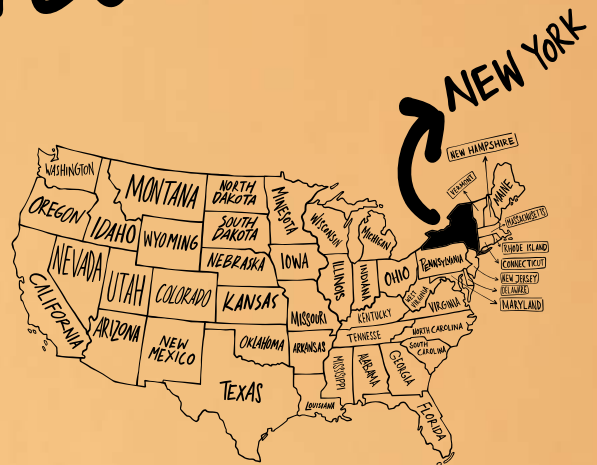 NEW YORK
NEW HAMPSHIRE
VERMONT
MAINE
WASHINGTON
MONTANA
NORTH
DAKOTA
MINNESOTA
MASSACHUSETTS
OREGON
IDAHO
WYOMING
SOUTH
DAKOTA
WISCONSIN
MICHIGAN
RHODE ISLAND
NEVADA
NEBRASKA
IOWA
PENNSYLVANIA
CONNECTICUT
UTAH
COLORADO
ILLINOIS
INDIANA
OHIO
NEW JERSEY
DELAWARE
CALIFORNIA
KANSAS
MISSOURI
WEST
VIRGINIA
VIRGINIA
MARYLAND
KENTUCKY
ARIZONA
NEW
MEXICO
OKLAHOMA
ARKANSAS
TENNESSE
NORTH CAROLINA
SOUTH
CAROLINA
TEXAS
LOUISIANA
MISSISSIPPI
ALABAMA
GEORGIA
FLORIDA